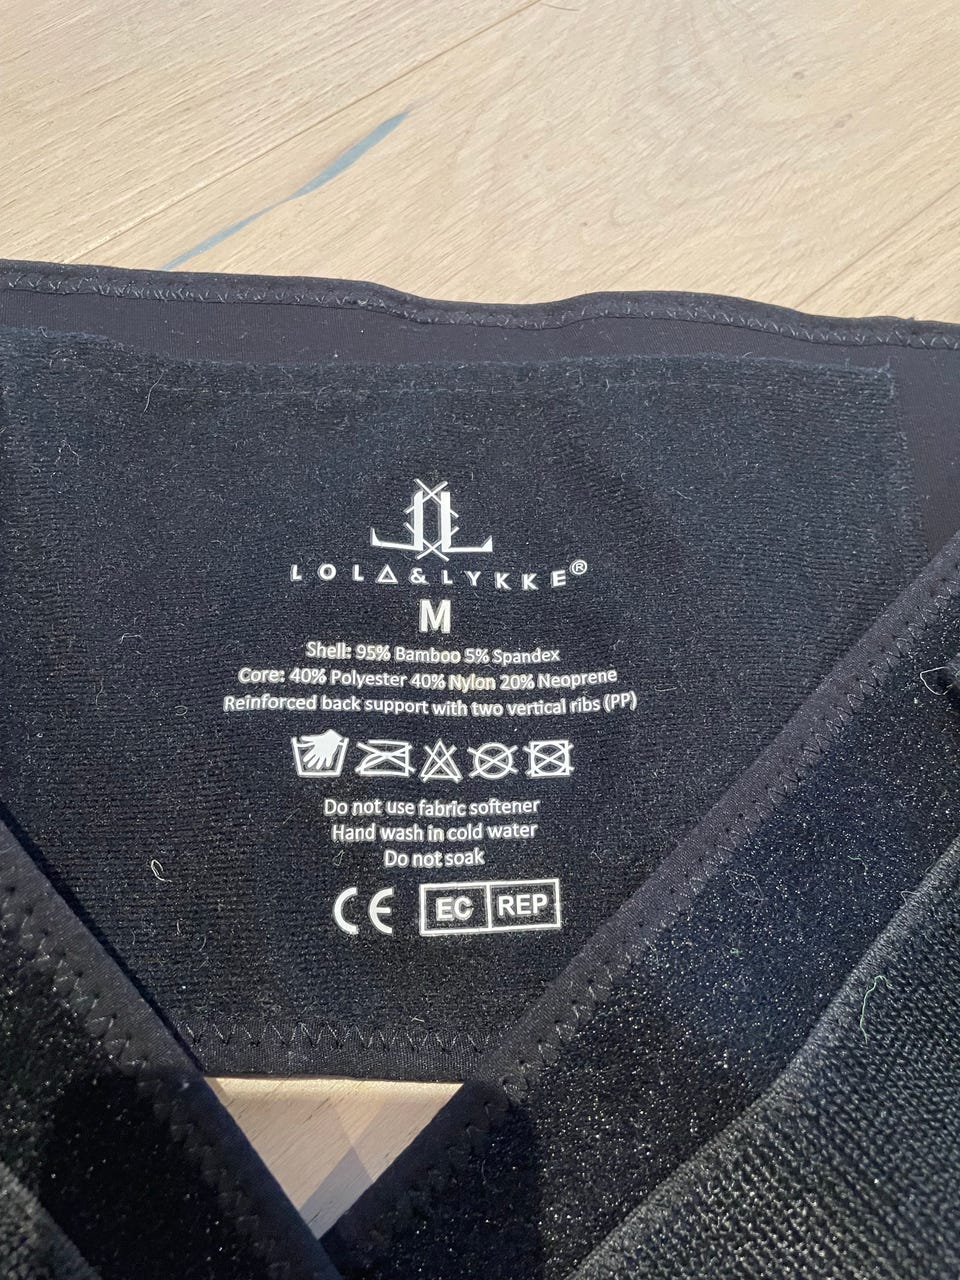 LOLA&LYKKE®
M
Shell: 95% Bamboo 5% Spandex
Core: 40% Polyester 40% Nylon 20% Neoprene
Reinforced back support with two vertical ribs (PP)
Do not use fabric softener
Hand wash in cold water
Do not soak
CE EC REP